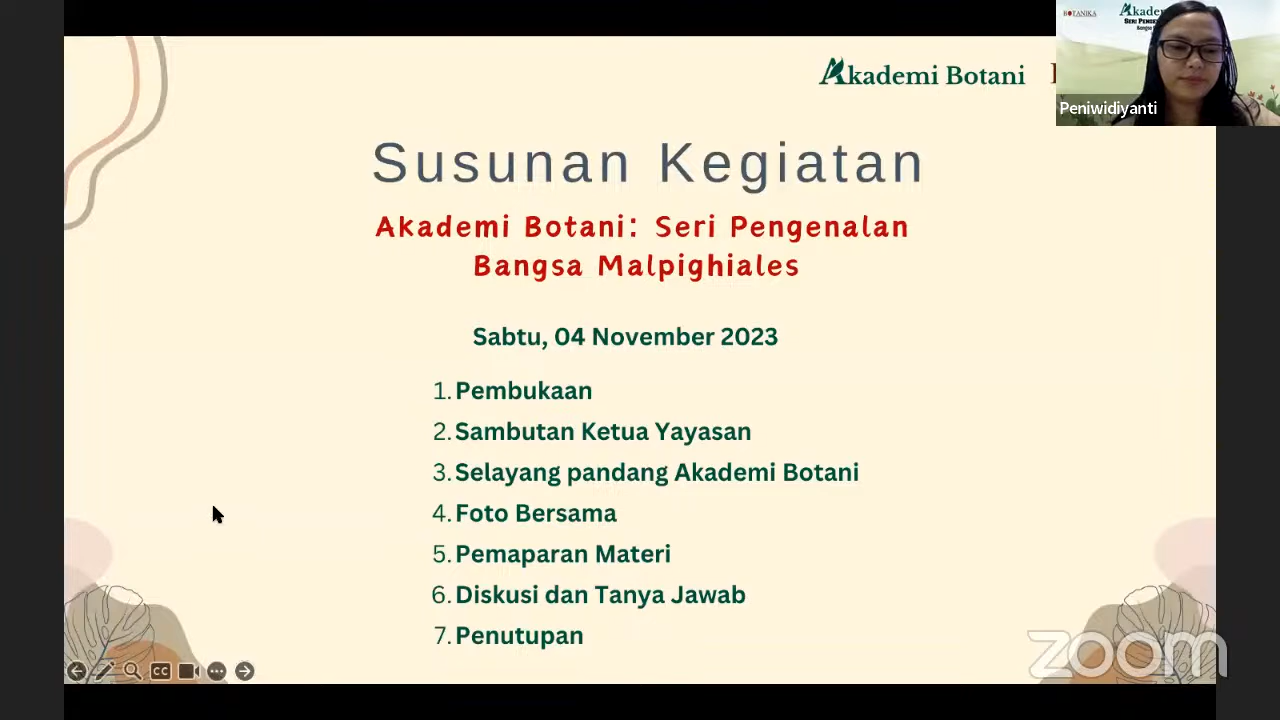 Akademi Botani
Susunan Kegiatan
Akademi Botani: Seri Pengenalan
Bangsa Malpighiales
Sabtu, 04 November 2023
1. Pembukaan
2. Sambutan Ketua Yayasan
3. Selayang pandang Akademi Botani
4. Foto Bersama
5. Pemaparan Materi
6. Diskusi dan Tanya Jawab
7. Penutupan
BOTANIKA
Peniwidiyanti
CC
zoom